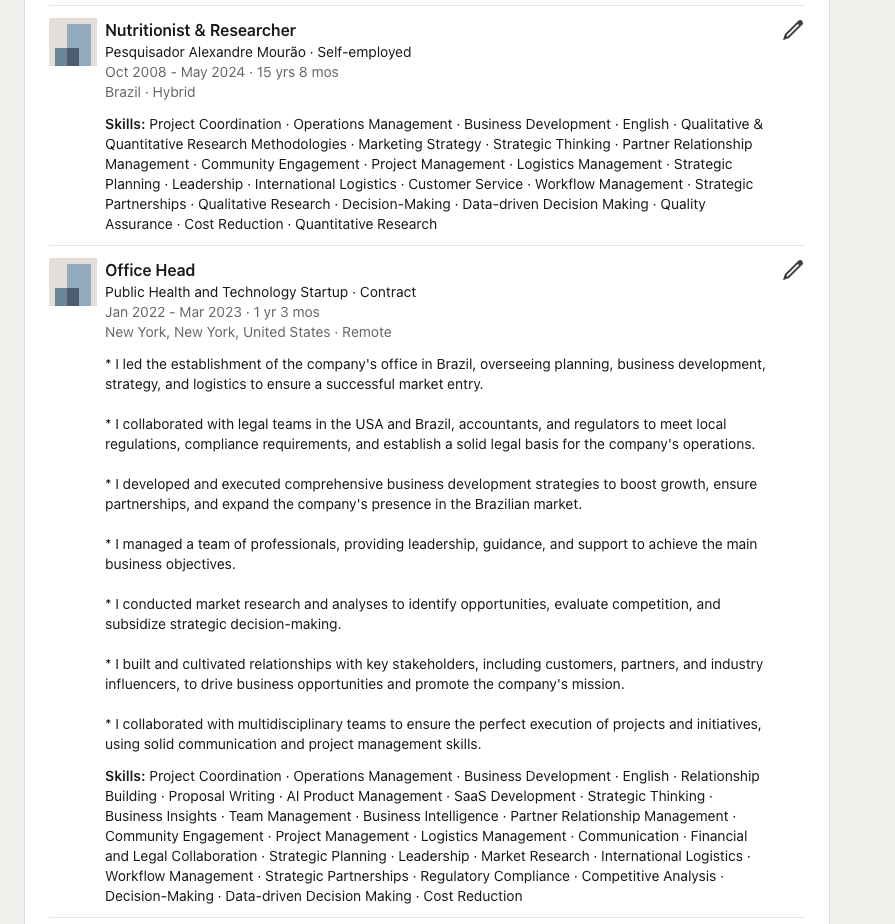 Nutritionist & Researcher
Pesquisador Alexandre Mourão · Self-employed
Oct 2008 - May 2024 · 15 yrs 8 mos
Brazil · Hybrid
Skills: Project Coordination · Operations Management · Business Development · English · Qualitative &
Quantitative Research Methodologies · Marketing Strategy · Strategic Thinking · Partner Relationship
Management · Community Engagement · Project Management · Logistics Management · Strategic
Planning · Leadership · International Logistics · Customer Service · Workflow Management · Strategic
Partnerships · Qualitative Research · Decision-Making · Data-driven Decision Making · Quality
Assurance · Cost Reduction · Quantitative Research
Office Head
Public Health and Technology Startup · Contract
Jan 2022 - Mar 2023 · 1 yr 3 mos
New York, New York, United States · Remote
* I led the establishment of the company's office in Brazil, overseeing planning, business development,
strategy, and logistics to ensure a successful market entry.
* I collaborated with legal teams in the USA and Brazil, accountants, and regulators to meet local
regulations, compliance requirements, and establish a solid legal basis for the company's operations.
* I developed and executed comprehensive business development strategies to boost growth, ensure
partnerships, and expand the company's presence in the Brazilian market.
* I managed a team of professionals, providing leadership, guidance, and support to achieve the main
business objectives.
* I conducted market research and analyses to identify opportunities, evaluate competition, and
subsidize strategic decision-making.
* I built and cultivated relationships with key stakeholders, including customers, partners, and industry
influencers, to drive business opportunities and promote the company's mission.
* I collaborated with multidisciplinary teams to ensure the perfect execution of projects and initiatives,
using solid communication and project management skills.
Skills: Project Coordination · Operations Management · Business Development · English · Relationship
Building · Proposal Writing · AI Product Management · SaaS Development · Strategic Thinking ·
Business Insights · Team Management · Business Intelligence · Partner Relationship Management ·
Community Engagement · Project Management · Logistics Management · Communication · Financial
and Legal Collaboration · Strategic Planning · Leadership · Market Research · International Logistics ·
Workflow Management · Strategic Partnerships · Regulatory Compliance · Competitive Analysis ·
Decision-Making · Data-driven Decision Making · Cost Reduction